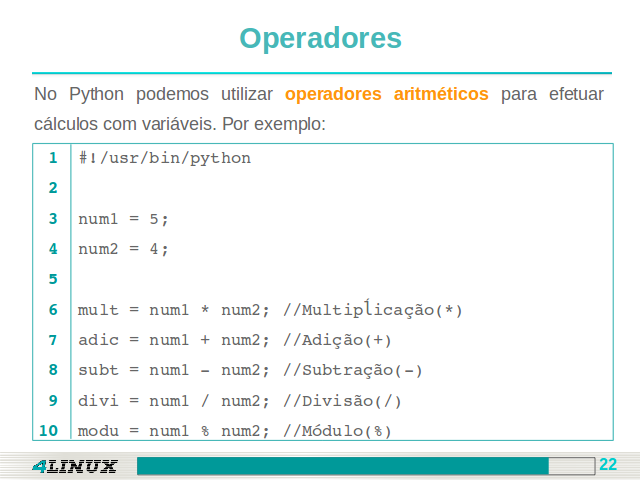 Operadores
No Python podemos utilizar operadores aritméticos para efetuar
cálculos com variáveis. Por exemplo:
1 #!/usr/bin/python
2
3 num1 = 5;
4 num2 = 4;
5
6 mult = num1 * num2; //Multipĺicação(*)
7 adic = num1 + num2; //Adição(+)
8 subt = num1 - num2; //Subtração(-)
9 divi = num1 / num2; //Divisão(/)
10 modu = num1 % num2; //Módulo(%)
4LINUX
22